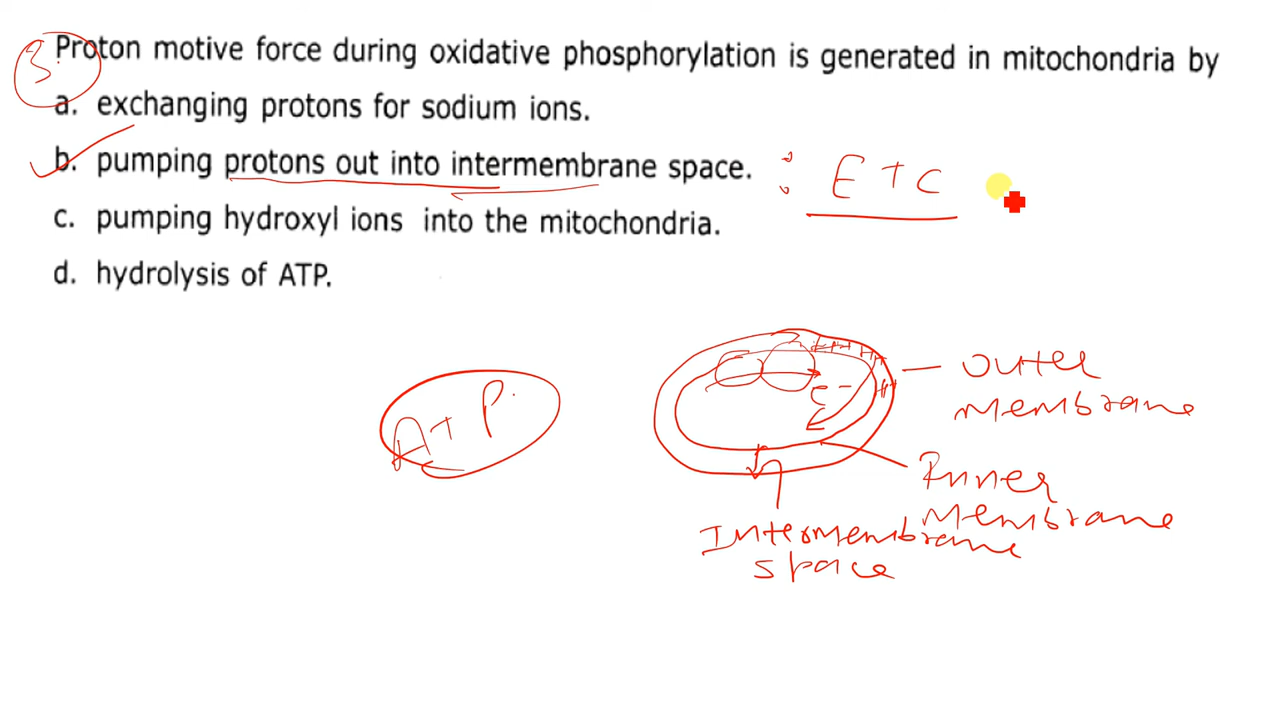 3.
Proton motive force during oxidative phosphorylation is generated in mitochondria by
a. exchanging protons for sodium ions.
b. pumping protons out into intermembrane space. : ETC
c. pumping hydroxyl ions into the mitochondria.
d. hydrolysis of ATP.
H+ H+ H+
e-
Outer
membrane
ATP
Inner
membrane
Intermembrane
space